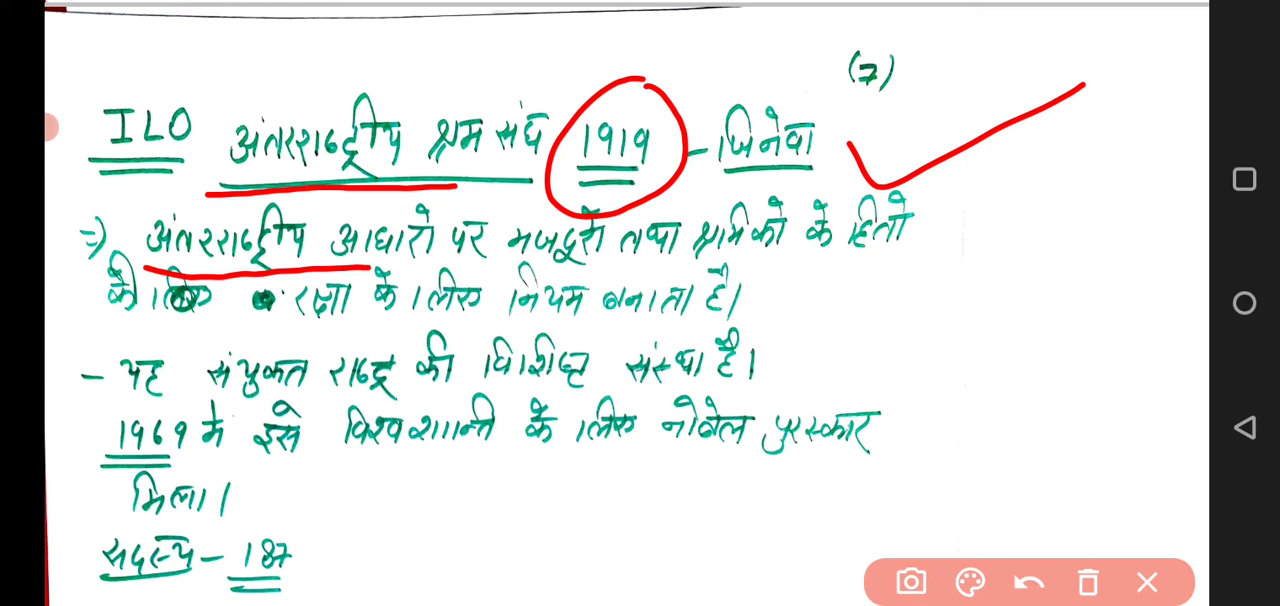 (7)
ILO अंतरराष्ट्रीय श्रम संघ 1919 - जिनेवा
=> अंतरराष्ट्रीय आधारो पर मजदूरो तथा श्रमिको के हितो
की रक्षा के लिए नियम बनाता है।
- यह संयुक्त राष्ट्र की विशिष्ट संस्था है।
1969 मे इसे विश्वशान्ती के लिए नोबेल पुरस्कार
मिला।
सदस्य - 187